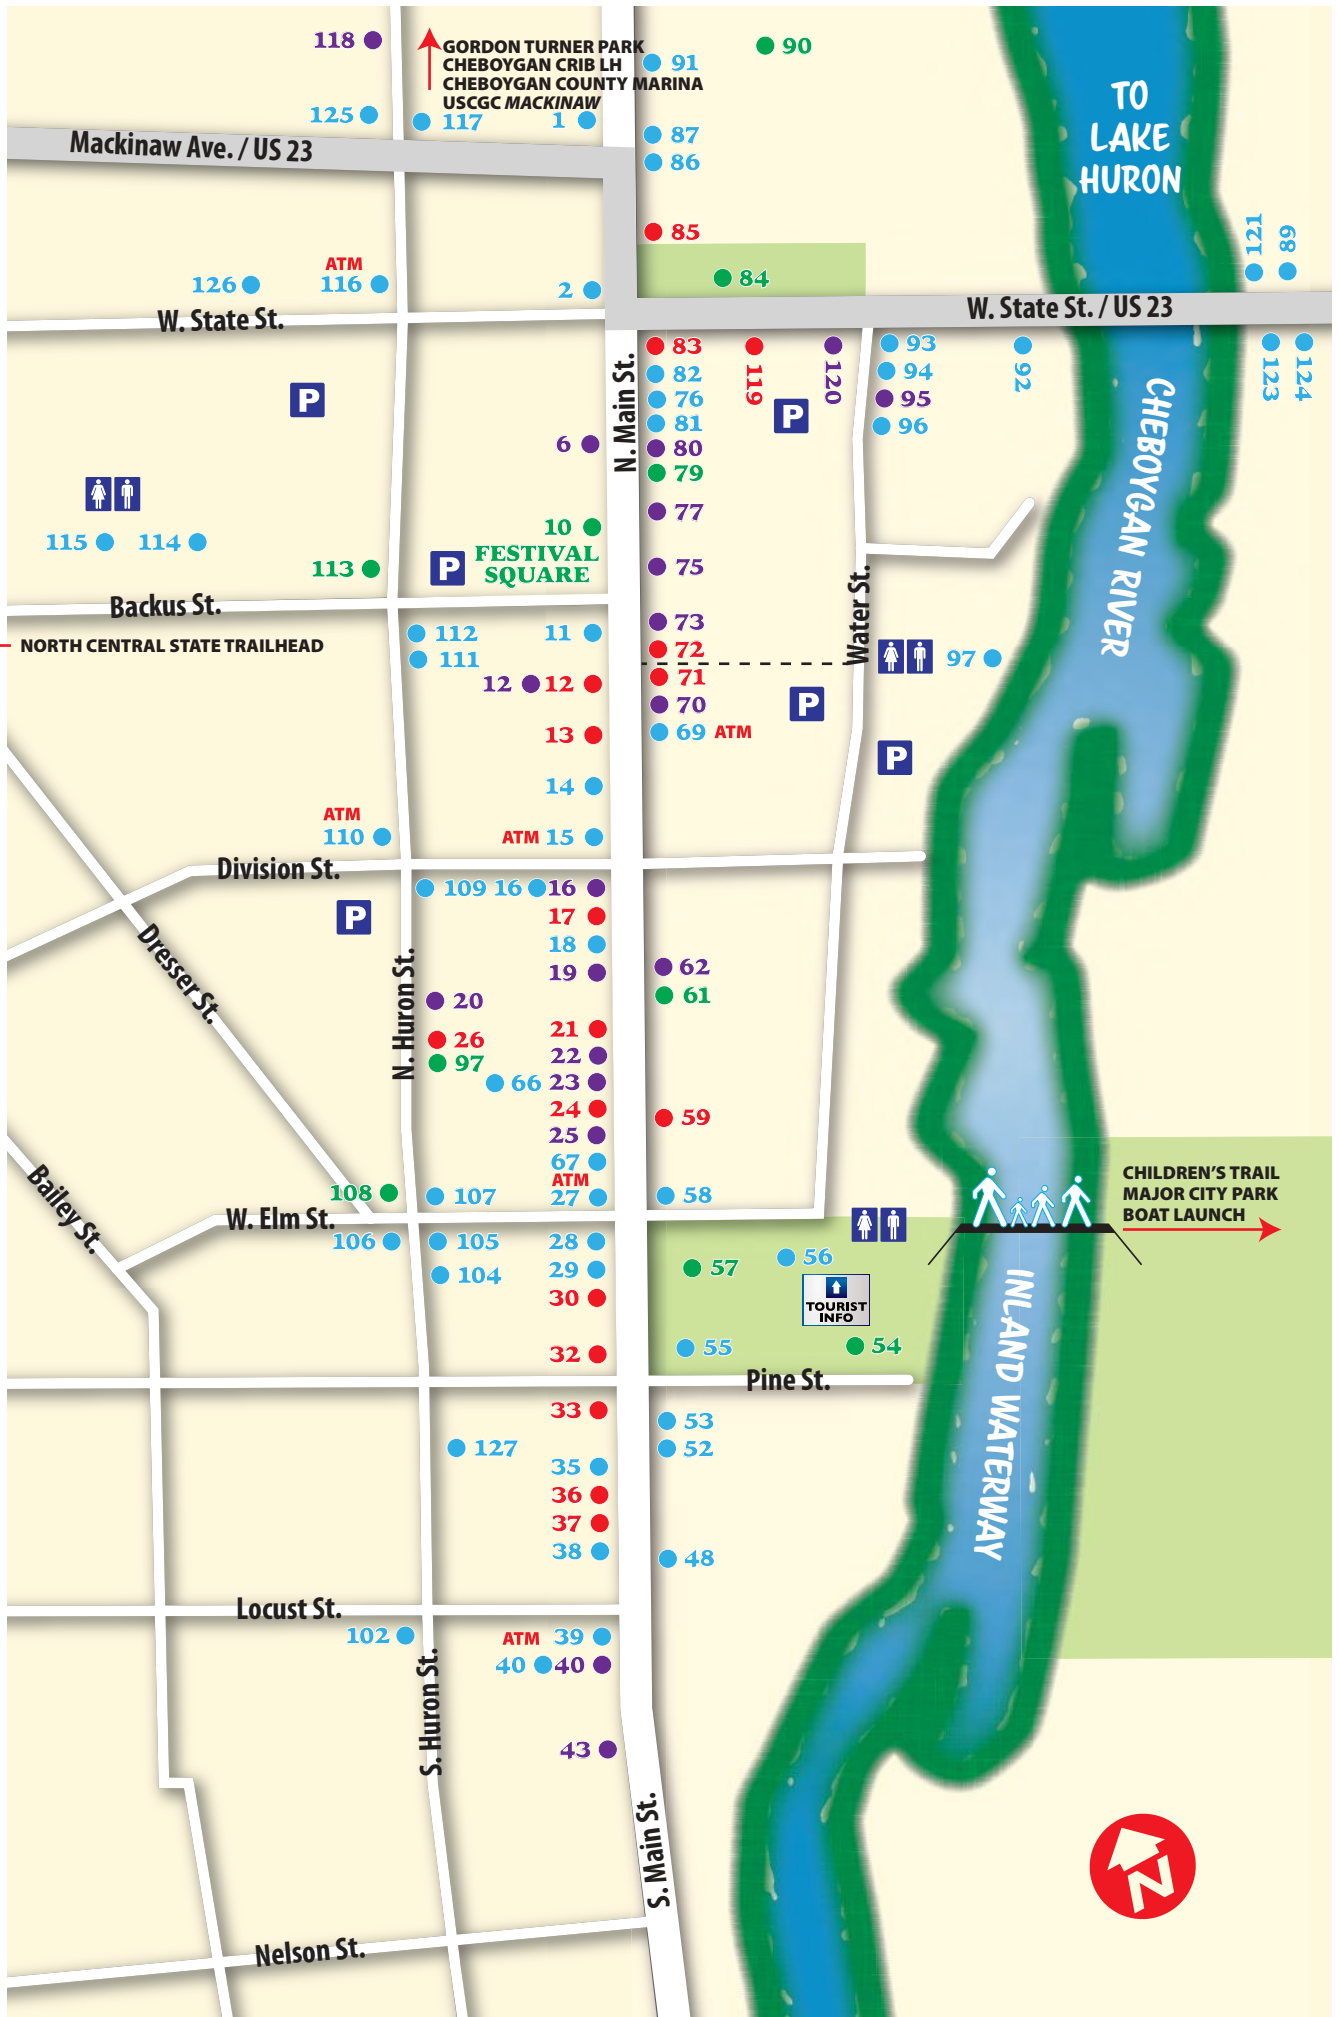 118
GORDON TURNER PARK
CHEBOYGAN CRIB LH
CHEBOYGAN COUNTY MARINA
USCGC MACKINAW
91
90
TO
LAKE
HURON
125
117
1
87
Mackinaw Ave. / US 23
86
85
121
89
ATM
126
116
2
84
W. State St.
W. State St. / US 23
N. Main St.
83
119
120
93
92
123
124
82
94
76
P
95
P
81
96
6
80
79
CHEBOYGAN RIVER
77
10
FESTIVAL
SQUARE
115
114
113
P
75
Backus St.
Water St.
NORTH CENTRAL STATE TRAILHEAD
112
11
73
111
72
97
12
12
71
70
P
13
69 ATM
P
14
ATM
110
ATM 15
Division St.
109
16
16
P
17
Dresser St.
18
19
62
N. Huron St.
20
61
26
21
97
22
66
23
24
59
25
67
Bailey St.
108
107
ATM
27
58
CHILDREN'S TRAIL
MAJOR CITY PARK
BOAT LAUNCH
W. Elm St.
106
105
28
56
104
29
57
30
TOURIST
INFO
INLAND WATERWAY
32
55
54
Pine St.
33
53
127
52
35
36
37
38
48
Locust St.
102
ATM 39
40
40
S. Huron St.
43
S. Main St.
N
Nelson St.